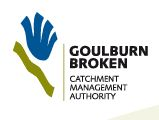 GOULBURN
BROKEN
CATCHMENT
MANAGEMENT
AUTHORITY